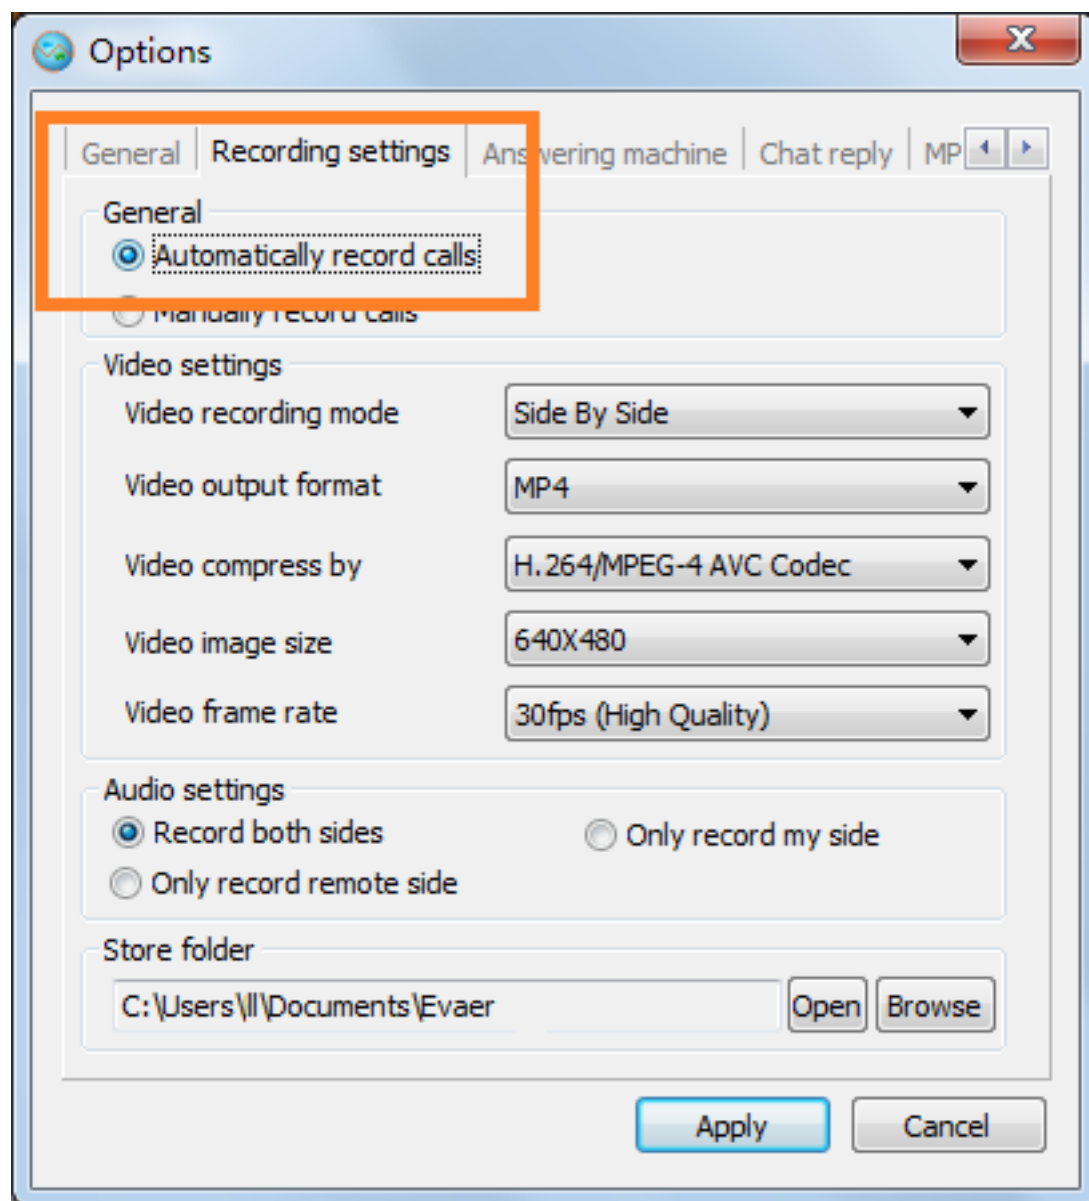 Options
General Recording settings Answering machine Chat reply MP
General
Automatically record calls
Manually record calls
Video settings
Video recording mode Side By Side
Video output format MP4
Video compress by H.264/MPEG-4 AVC Codec
Video image size 640X480
Video frame rate 30fps (High Quality)
Audio settings
Record both sides Only record my side
Only record remote side
Store folder
C:\Users\ll\Documents\Evaer Open Browse
Apply Cancel